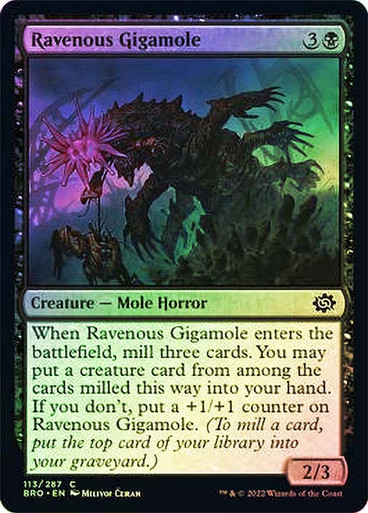 Ravenous Gigamole 3
Creature — Mole Horror
When Ravenous Gigamole enters the
battlefield, mill three cards. You may
put a creature card from among the
cards milled this way into your hand.
If you don't, put a +1/+1 counter on
Ravenous Gigamole. (To mill a card,
put the top card of your library into
your graveyard.)
2/3
113/287 C
BRO • EN Milivoj Ćeran
™ & © 2022 Wizards of the Coast